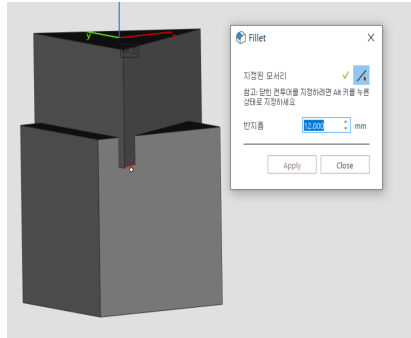 y
x
Fillet
지정된 모서리
참고: 닫힌 컨투어를 지정하려면 Alt 키를 누른
상태로 지정하세요
반지름 12.000 mm
Apply Close